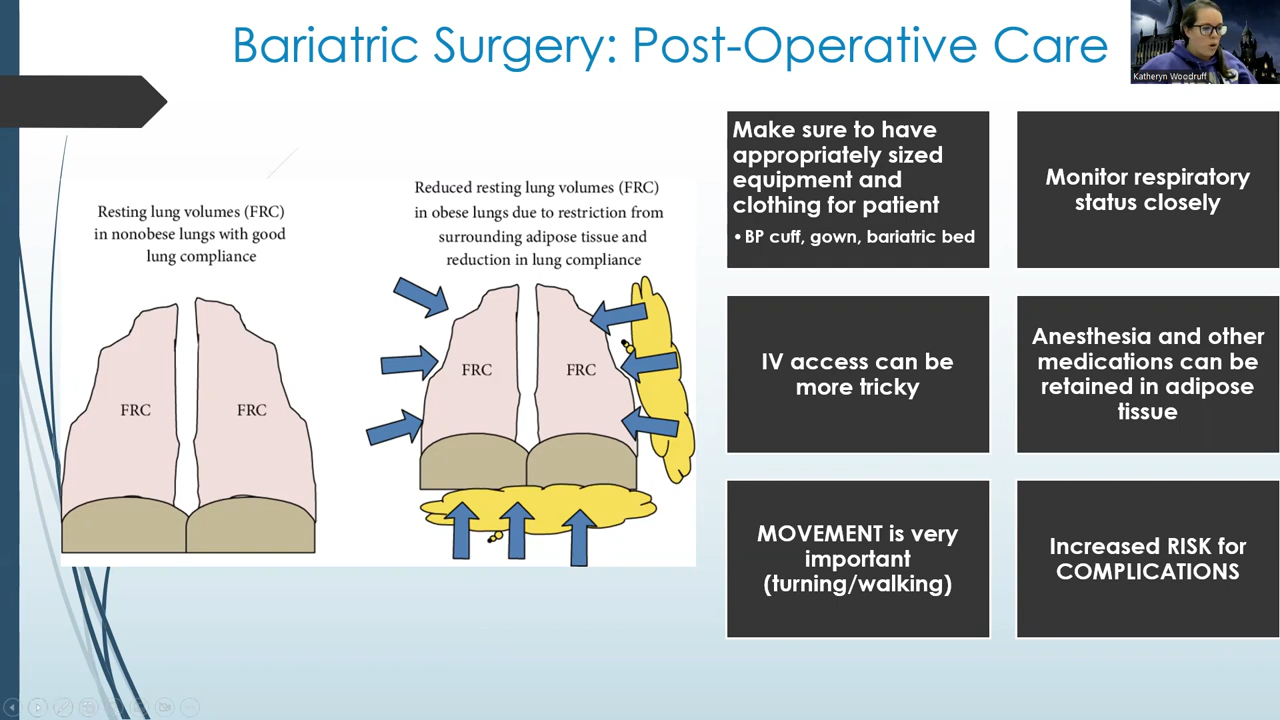 Bariatric Surgery: Post-Operative Care
Katheryn Woodruff
Resting lung volumes (FRC)
in nonobese lungs with good
lung compliance
FRC
FRC
Reduced resting lung volumes (FRC)
in obese lungs due to restriction from
surrounding adipose tissue and
reduction in lung compliance
FRC
FRC
Make sure to have
appropriately sized
equipment and
clothing for patient
• BP cuff, gown, bariatric bed
Monitor respiratory
status closely
IV access can be
more tricky
Anesthesia and other
medications can be
retained in adipose
tissue
MOVEMENT is very
important
(turning/walking)
Increased RISK for
COMPLICATIONS